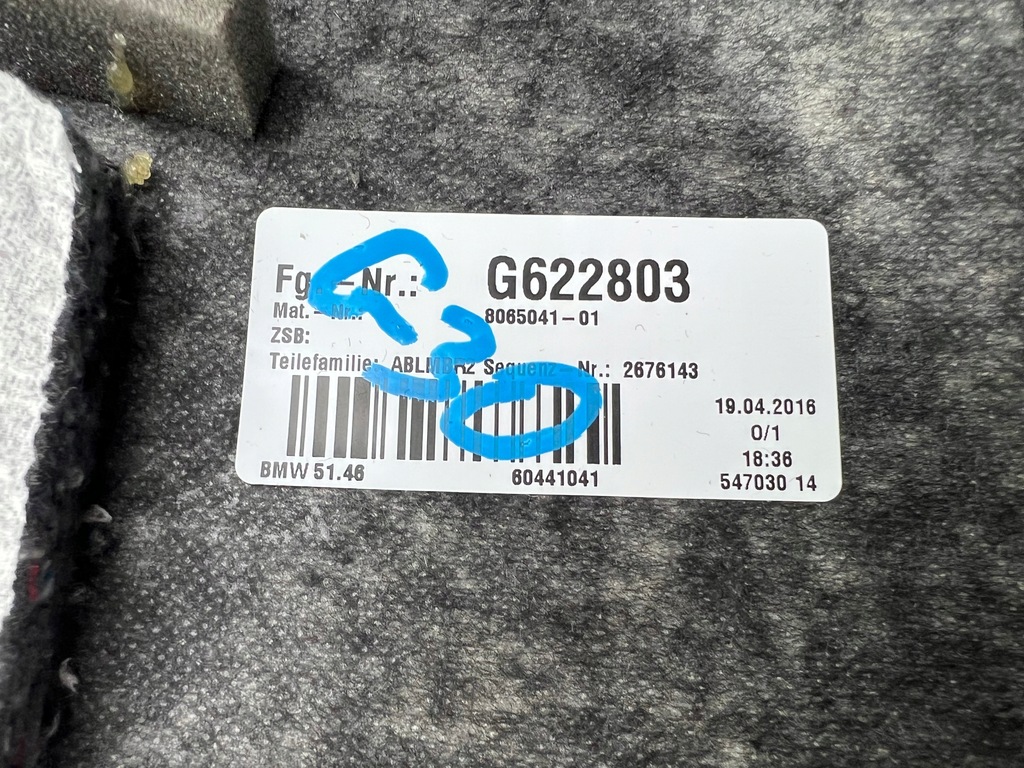 Fg.-Nr.: G622803
Mat.-Nr.: 8065041-01
ZSB:
Teilefamilie: ABLMBR2 Sequenz-Nr.: 2676143
19.04.2016
0/1
18:36
BMW 51.46 60441041 547030 14